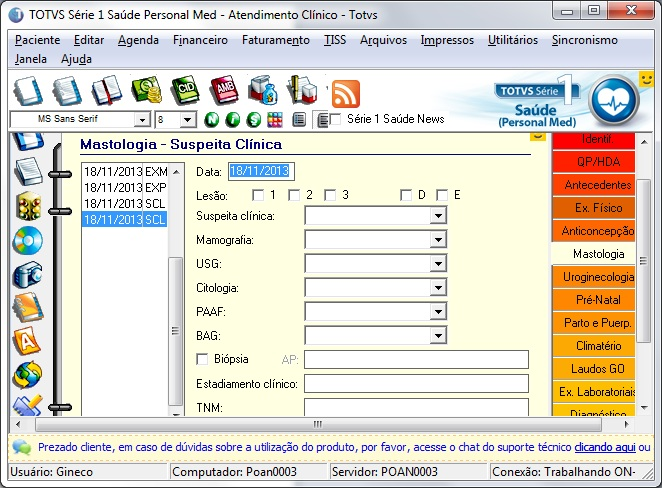 TOTVS Série 1 Saúde Personal Med - Atendimento Clínico - Totvs
Paciente Editar Agenda Financeiro Faturamento TISS Arquivos Impressos Utilitários Sincronismo
Janela Ajuda
CID AMB
TOTVS Série 1
Saúde
(Personal Med)
MS Sans Serif 8 N I S Série 1 Saúde News
Mastologia - Suspeita Clínica
18/11/2013 EXM
18/11/2013 EXP
18/11/2013 SCL
18/11/2013 SCL
Data: 18/11/2013
Lesão: 1 2 3 D E
Suspeita clínica:
Mamografia:
USG:
Citologia:
PAAF:
BAG:
Biópsia AP:
Estadiamento clínico:
TNM:
Identif.
QP/HDA
Antecedentes
Ex. Físico
Anticoncepção
Mastologia
Uroginecologia
Pré-Natal
Parto e Puerp.
Climatério
Laudos GO
Ex. Laboratoriais
Diagnóstico
Prezado cliente, em caso de dúvidas sobre a utilização do produto, por favor, acesse o chat do suporte técnico clicando aqui ou
Usuário: Gineco Computador: Poan0003 Servidor: POAN0003 Conexão: Trabalhando ON-